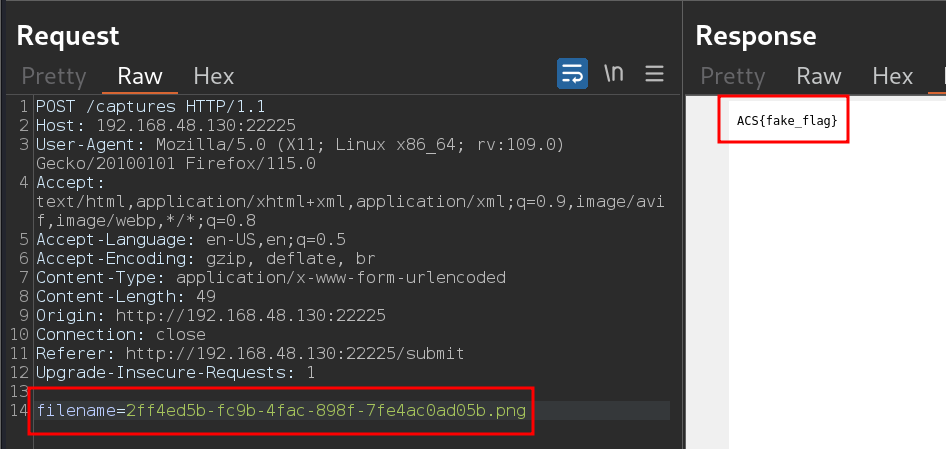 Request
Pretty Raw Hex
\n
1 POST /captures HTTP/1.1
2 Host: 192.168.48.130:22225
3 User-Agent: Mozilla/5.0 (X11; Linux x86_64; rv:109.0)
Gecko/20100101 Firefox/115.0
4 Accept:
text/html,application/xhtml+xml,application/xml;q=0.9,image/avi
f,image/webp,*/*;q=0.8
5 Accept-Language: en-US,en;q=0.5
6 Accept-Encoding: gzip, deflate, br
7 Content-Type: application/x-www-form-urlencoded
8 Content-Length: 49
9 Origin: http://192.168.48.130:22225
10 Connection: close
11 Referer: http://192.168.48.130:22225/submit
12 Upgrade-Insecure-Requests: 1
13
14 filename=2ff4ed5b-fc9b-4fac-898f-7fe4ac0ad05b.png
Response
Pretty Raw Hex
ACS{fake_flag}